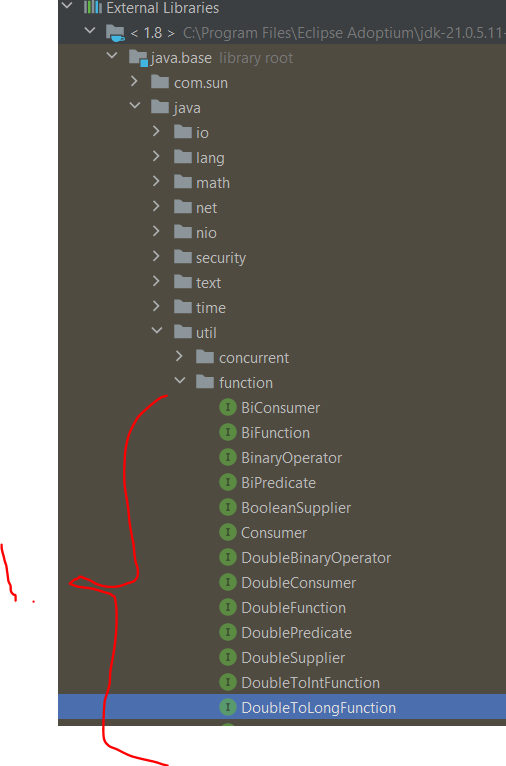 External Libraries
< 1.8 > C:\Program Files\Eclipse Adoptium\jdk-21.0.5.11-
java.base library root
com.sun
java
io
lang
math
net
nio
security
text
time
util
concurrent
function
I BiConsumer
I BiFunction
I BinaryOperator
I BiPredicate
I BooleanSupplier
I Consumer
I DoubleBinaryOperator
I DoubleConsumer
I DoubleFunction
I DoublePredicate
I DoubleSupplier
I DoubleToIntFunction
I DoubleToLongFunction